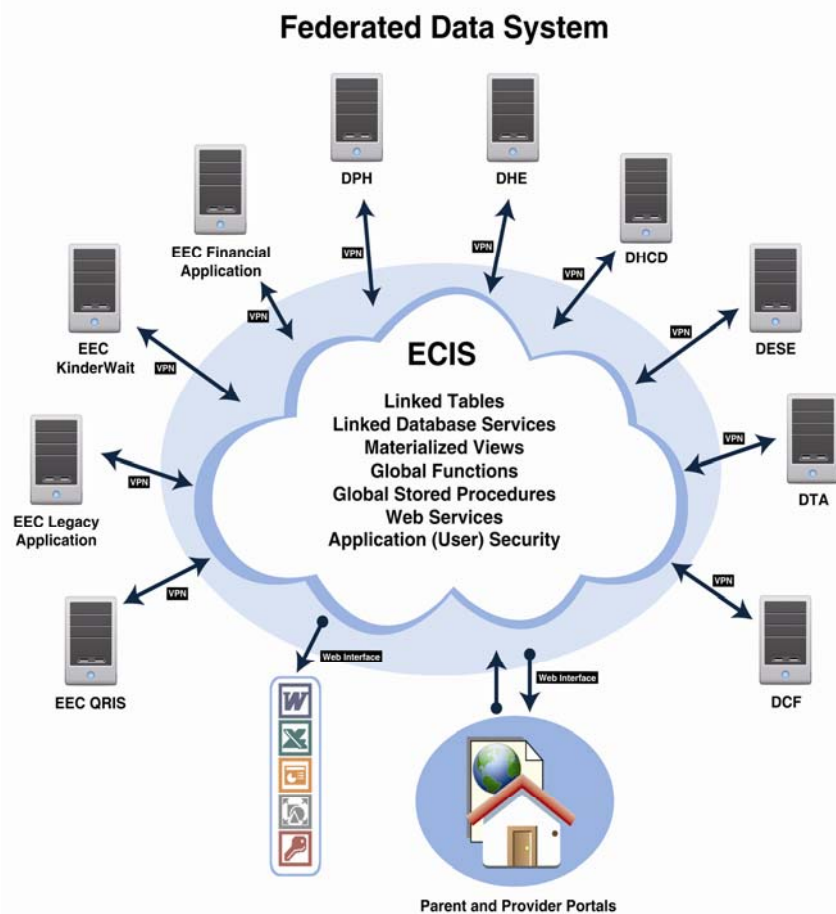 Federated Data System
DPH
DHE
EEC Financial
Application
DHCD
VPN
VPN
VPN
VPN
EEC
KinderWait
VPN
VPN
DESE
ECIS
Linked Tables
Linked Database Services
Materialized Views
Global Functions
Global Stored Procedures
Web Services
Application (User) Security
EEC Legacy
Application
VPN
VPN
DTA
EEC QRIS
VPN
VPN
DCF
Web Interface
Web Interface
W
X
Parent and Provider Portals